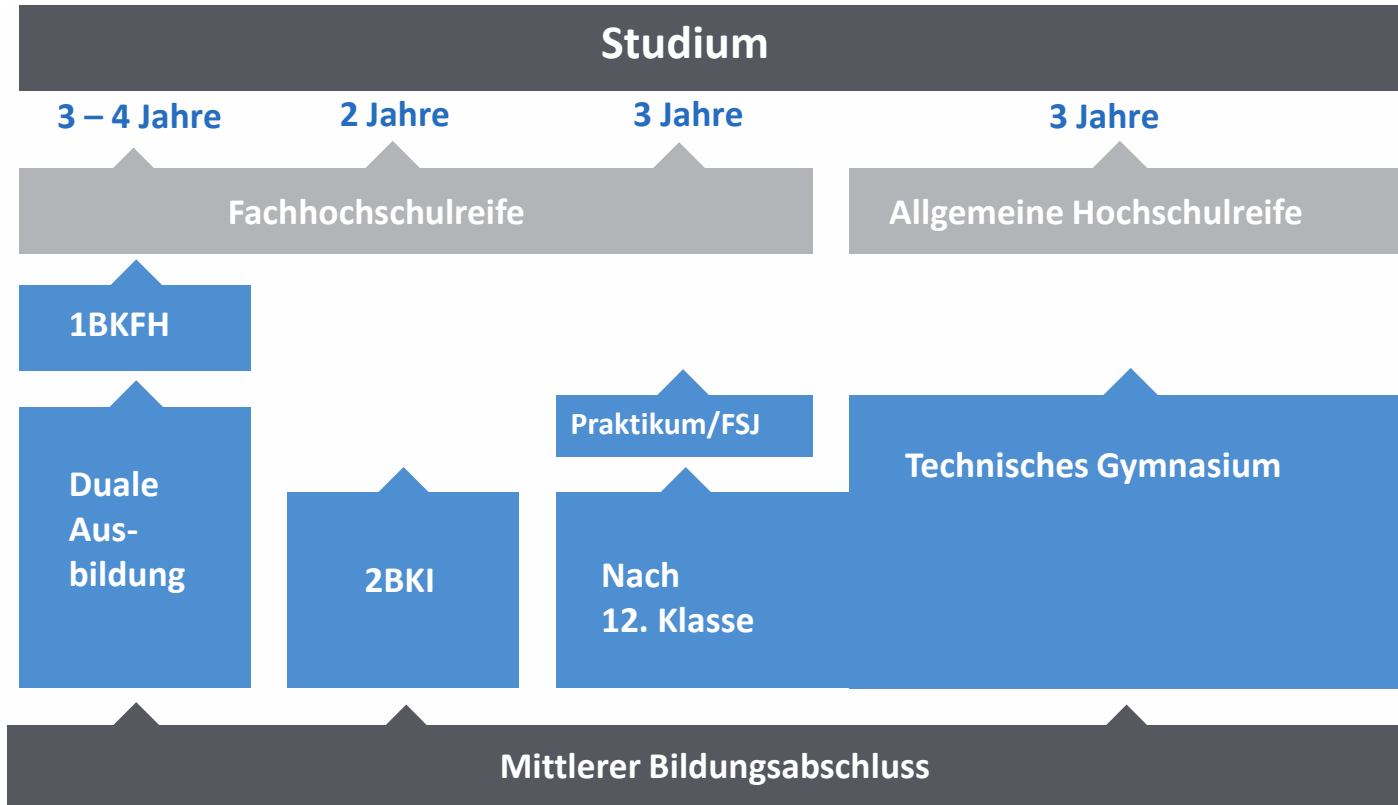 Studium
3 – 4 Jahre
2 Jahre
3 Jahre
3 Jahre
Fachhochschulreife
Allgemeine Hochschulreife
1BKFH
Praktikum/FSJ
Technisches Gymnasium
Duale
Aus-
bildung
2BKI
Nach
12. Klasse
Mittlerer Bildungsabschluss